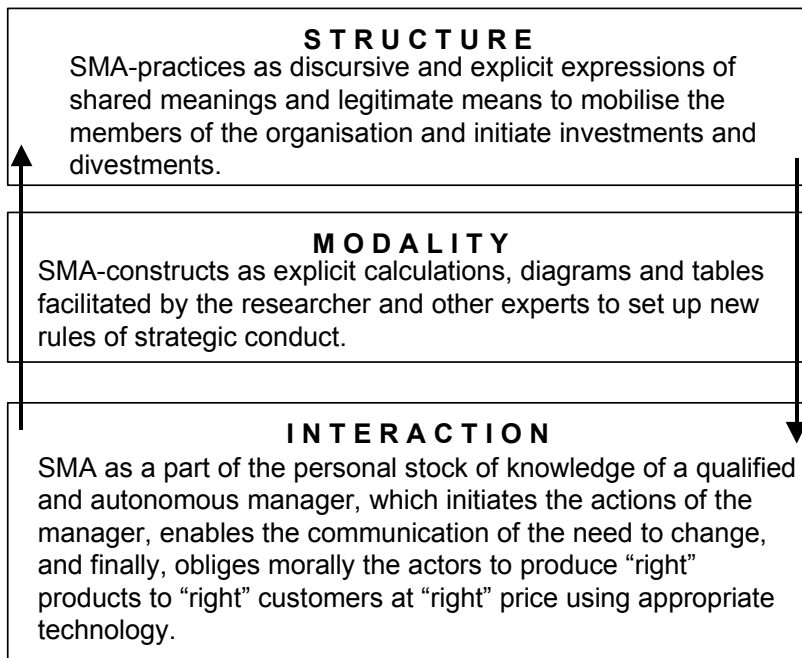 STRUCTURE
SMA-practices as discursive and explicit expressions of
shared meanings and legitimate means to mobilise the
members of the organisation and initiate investments and
divestments.
MODALITY
SMA-constructs as explicit calculations, diagrams and tables
facilitated by the researcher and other experts to set up new
rules of strategic conduct.
INTERACTION
SMA as a part of the personal stock of knowledge of a qualified
and autonomous manager, which initiates the actions of the
manager, enables the communication of the need to change,
and finally, obliges morally the actors to produce “right”
products to “right” customers at “right” price using appropriate
technology.